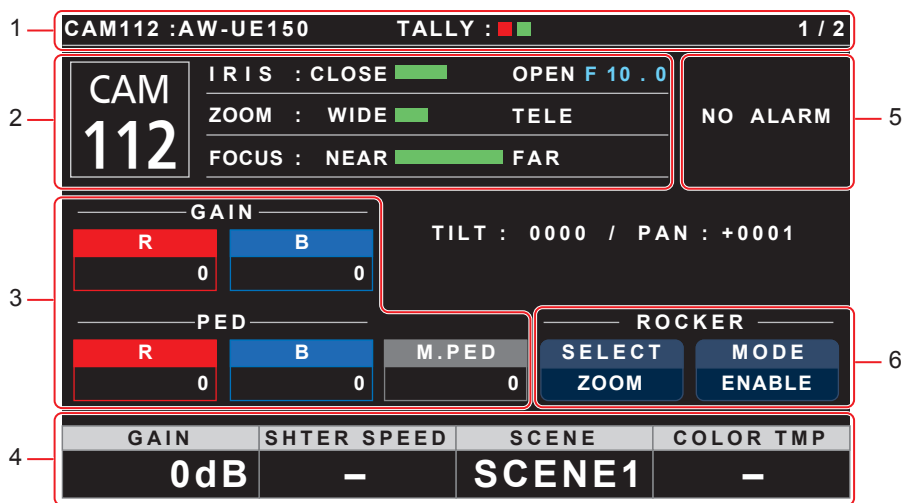 1
CAM112 :AW-UE150 TALLY : 1 / 2
2
CAM
112
IRIS : CLOSE OPEN F 10 . 0
ZOOM : WIDE TELE
FOCUS : NEAR FAR
NO ALARM
5
3
GAIN
R B
0 0
TILT : 0000 / PAN : +0001
PED
R B M.PED
0 0 0
ROCKER
SELECT MODE
ZOOM ENABLE
6
4
GAIN SHTER SPEED SCENE COLOR TMP
0dB – SCENE1 –